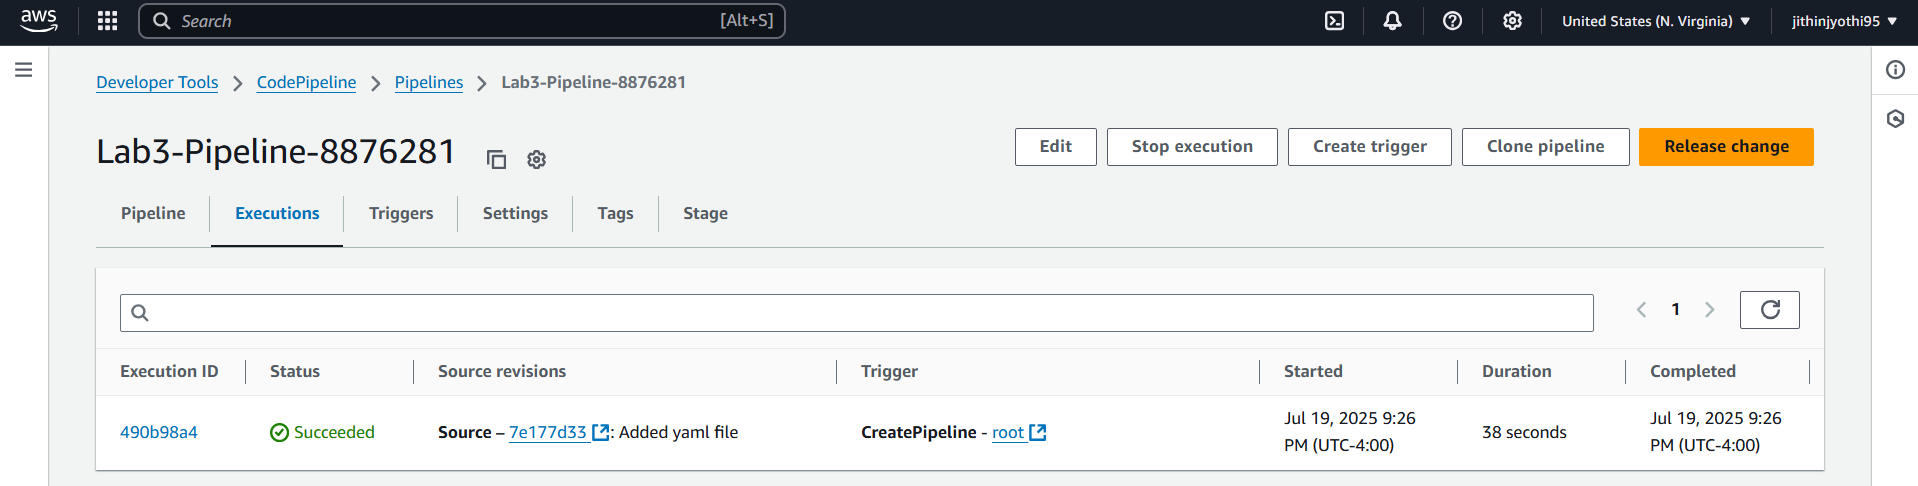 aws
Search [Alt+S]
United States (N. Virginia) ▼
jithinjyothi95 ▼
Developer Tools > CodePipeline > Pipelines > Lab3-Pipeline-8876281
Lab3-Pipeline-8876281
Edit
Stop execution
Create trigger
Clone pipeline
Release change
Pipeline
Executions
Triggers
Settings
Tags
Stage
1
Execution ID
Status
Source revisions
Trigger
Started
Duration
Completed
490b98a4
Succeeded
Source – 7e177d33: Added yaml file
CreatePipeline - root
Jul 19, 2025 9:26
PM (UTC-4:00)
38 seconds
Jul 19, 2025 9:26
PM (UTC-4:00)